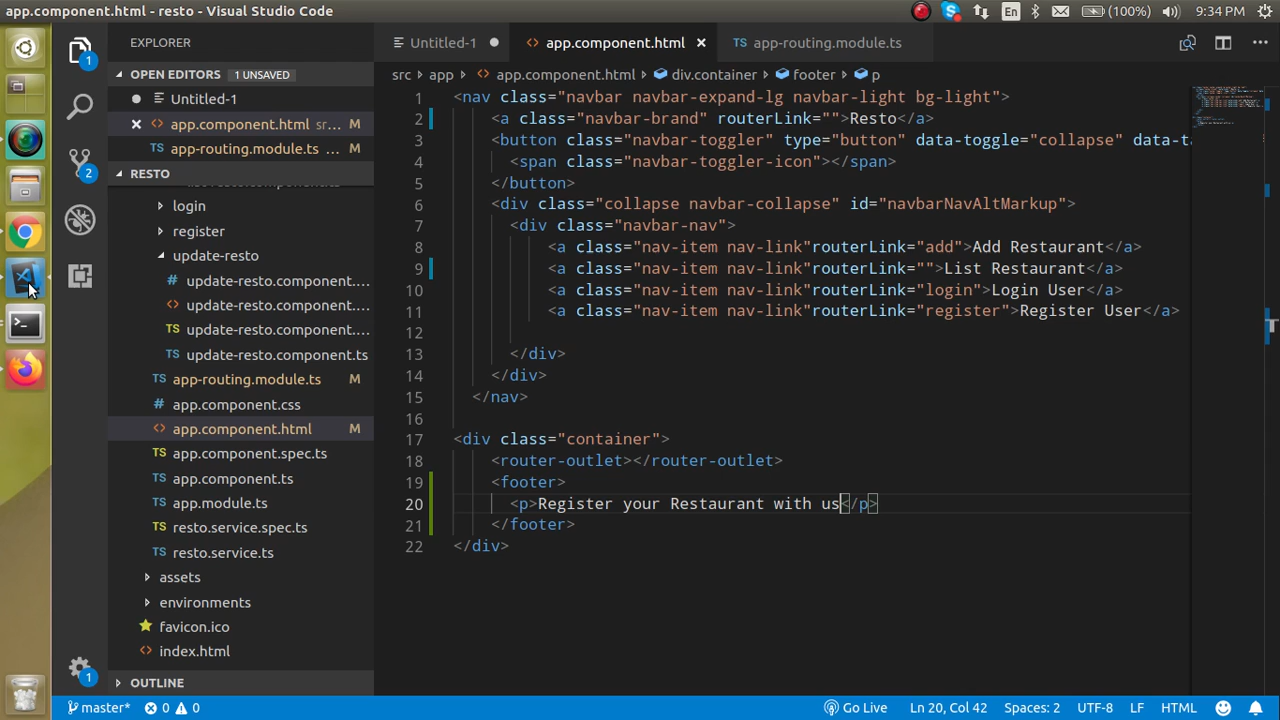 app.component.html - resto - Visual Studio Code
En
(100%)
9:34 PM
1
2
1
EXPLORER
OPEN EDITORS 1 UNSAVED
Untitled-1
app.component.html sr... M
app-routing.module.ts ... M
RESTO
login
register
update-resto
update-resto.component....
update-resto.component....
update-resto.component....
update-resto.component.ts
app-routing.module.ts M
app.component.css
app.component.html M
app.component.spec.ts
app.component.ts
app.module.ts
resto.service.spec.ts
resto.service.ts
assets
environments
favicon.ico
index.html
OUTLINE
Untitled-1
app.component.html
app-routing.module.ts
src app app.component.html div.container footer p
1 <nav class="navbar navbar-expand-lg navbar-light bg-light">
2 <a class="navbar-brand" routerLink="">Resto</a>
3 <button class="navbar-toggler" type="button" data-toggle="collapse" data-ta
4 <span class="navbar-toggler-icon"></span>
5 </button>
6 <div class="collapse navbar-collapse" id="navbarNavAltMarkup">
7 <div class="navbar-nav">
8 <a class="nav-item nav-link"routerLink="add">Add Restaurant</a>
9 <a class="nav-item nav-link"routerLink="">List Restaurant</a>
10 <a class="nav-item nav-link"routerLink="login">Login User</a>
11 <a class="nav-item nav-link"routerLink="register">Register User</a>
12
13 </div>
14 </div>
15 </nav>
16
17 <div class="container">
18 <router-outlet></router-outlet>
19 <footer>
20 <p>Register your Restaurant with us</p>
21 </footer>
22 </div>
master* 0 0
Go Live Ln 20, Col 42 Spaces: 2 UTF-8 LF HTML